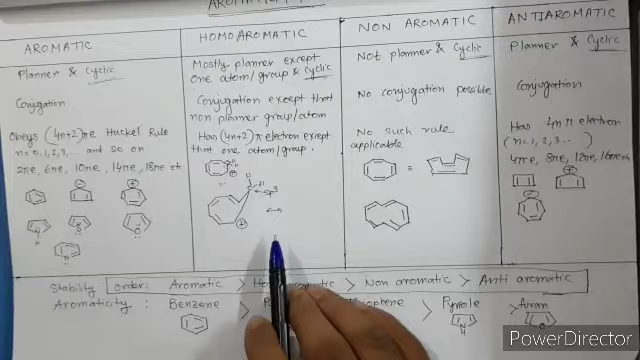 AROMATIC
Planner & Cyclic
Conjugation
Obeys (4n+2)πe Huckel Rule
n=0,1,2,3,... and so on
2πe, 6πe, 10πe, 14πe, 18πe etc
HOMOAROMATIC
Mostly planner except
one atom/group & Cyclic
Conjugation except that
non planner group/atom
Has (4n+2)π electron except
that one atom/group.
sp3
NON AROMATIC
Not planner & Cyclic
No conjugation possible
No such rule
applicable
ANTIAROMATIC
Planner & Cyclic
Conjugation
Has 4nπ electron
(n=1,2,3...)
4πe, 8πe, 12πe, 16πe etc
Stability order: Aromatic > Non aromatic > Anti aromatic
Aromaticity : Benzene > > Pyrrole > furan
PowerDirector